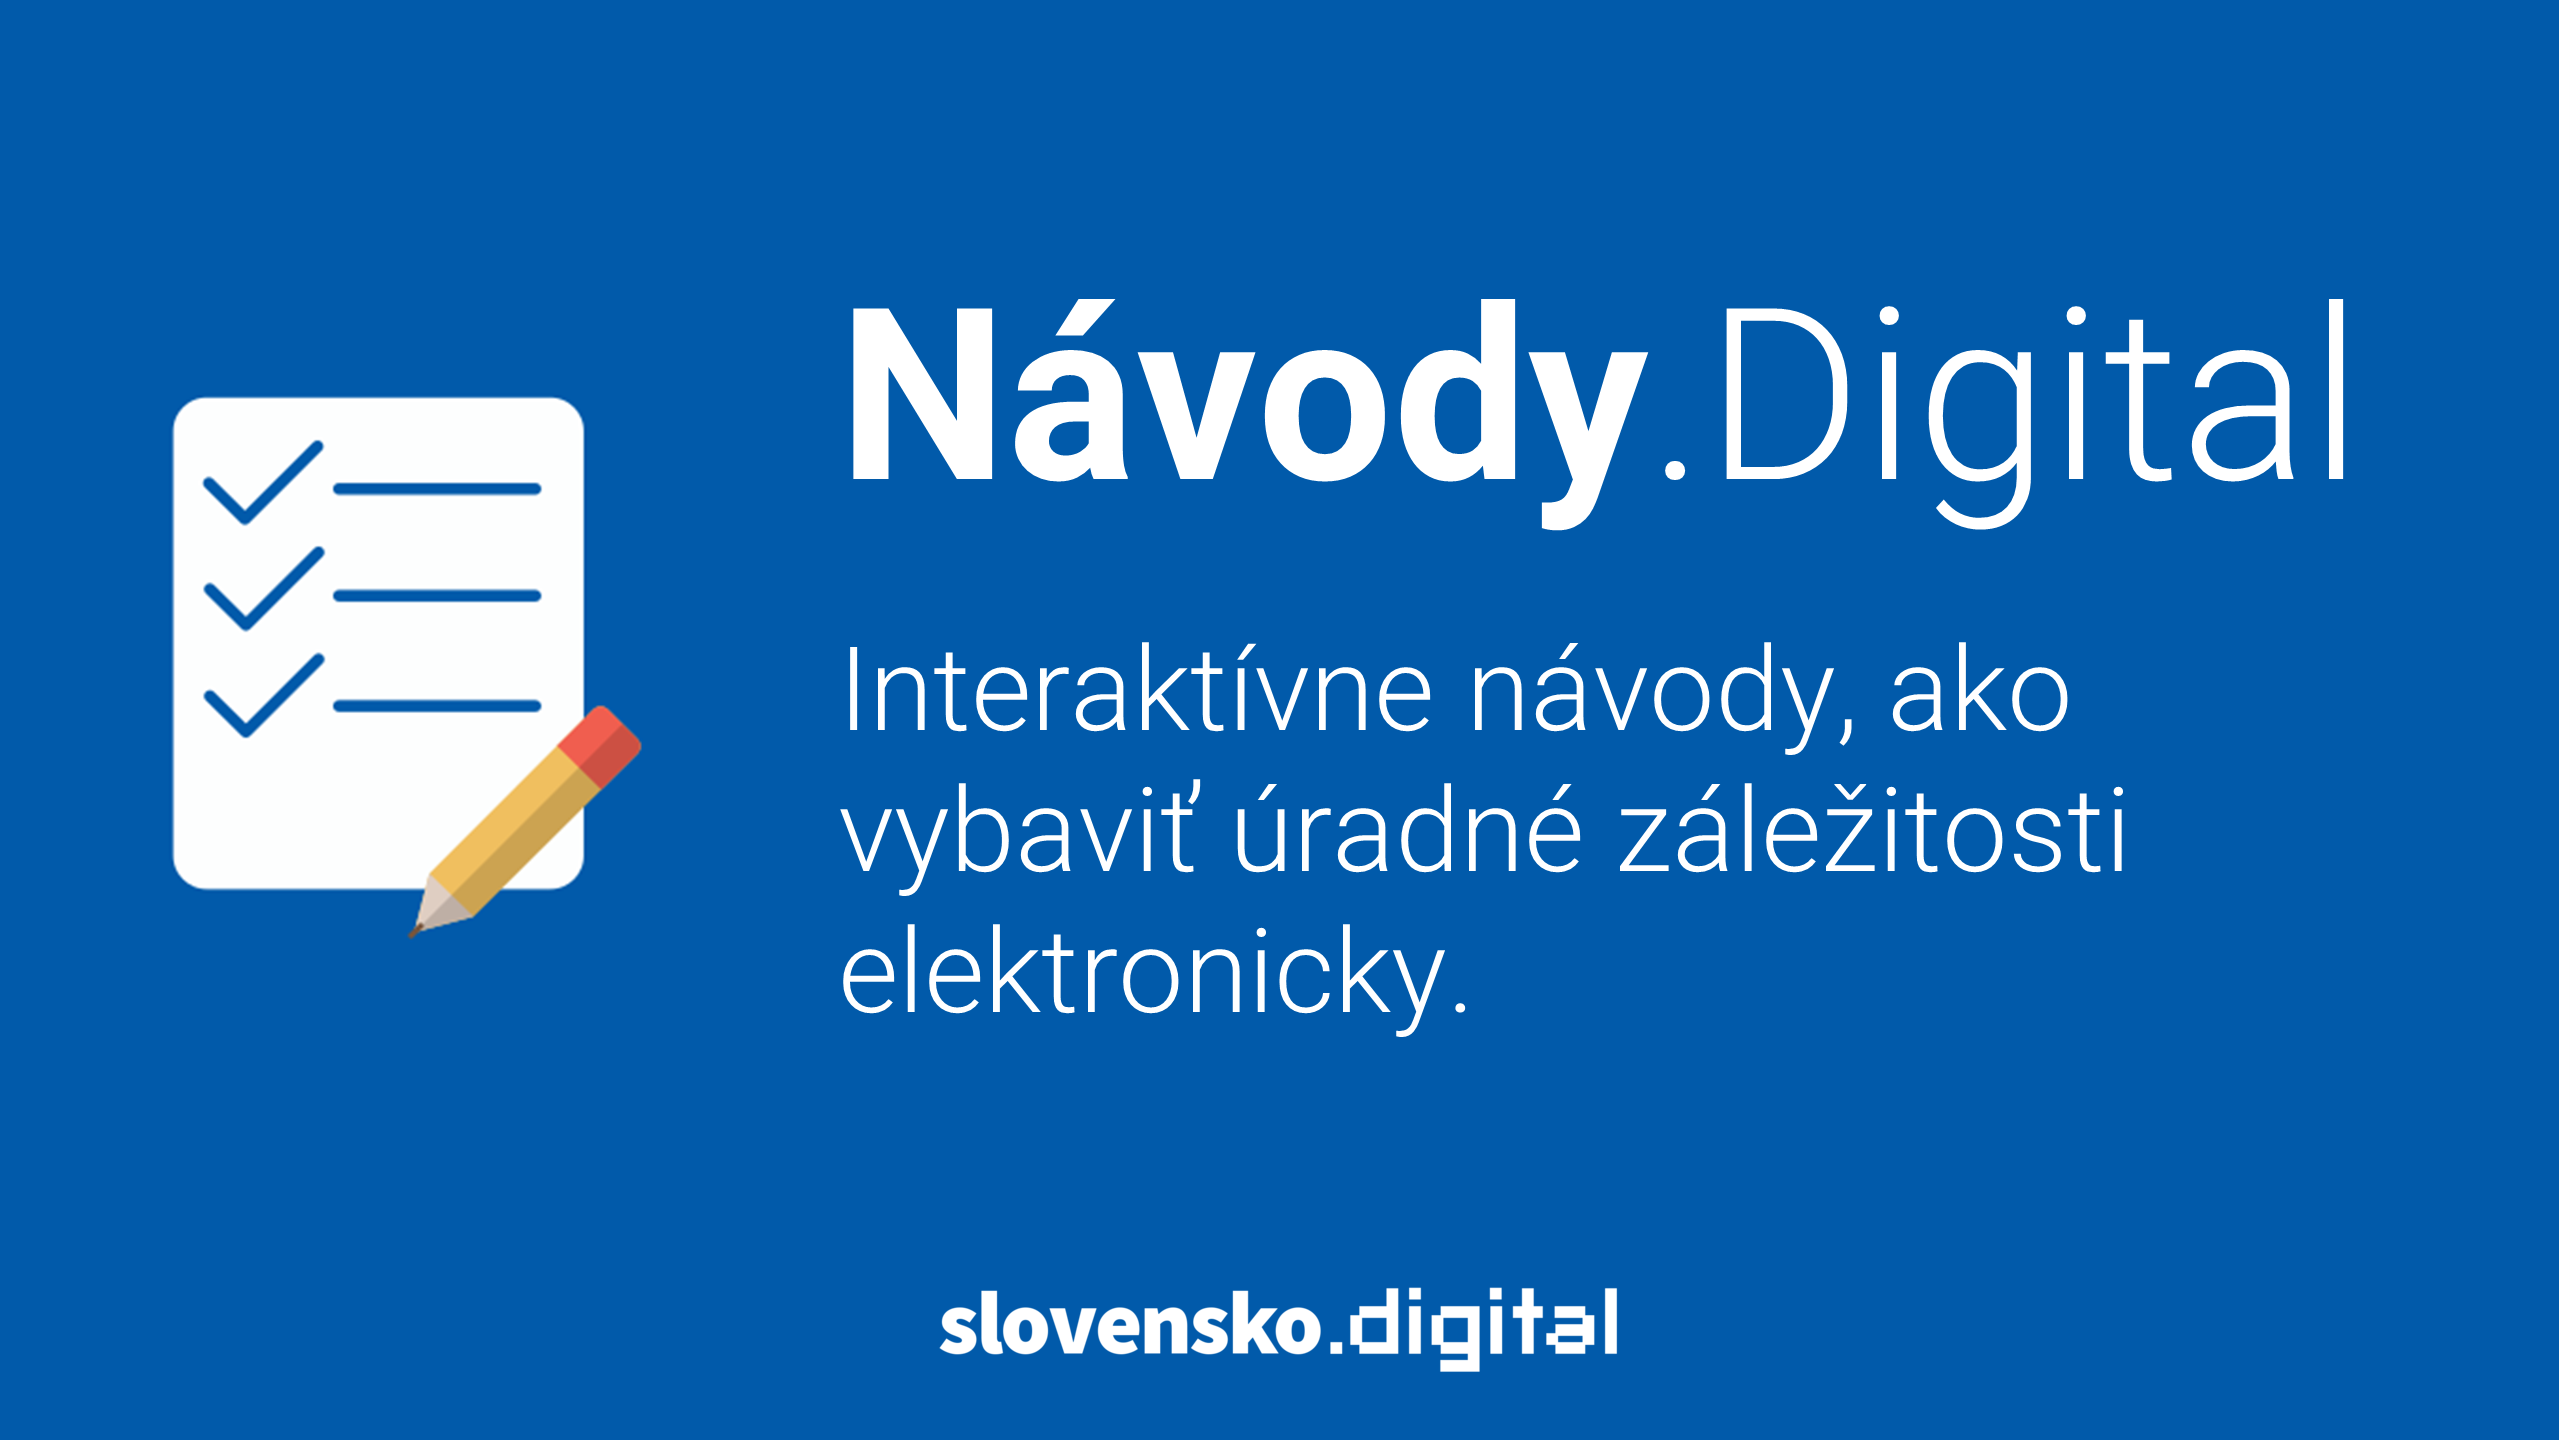 Návody.Digital
Interaktívne návody, ako
vybaviť úradné záležitosti
elektronicky.
slovensko.digital